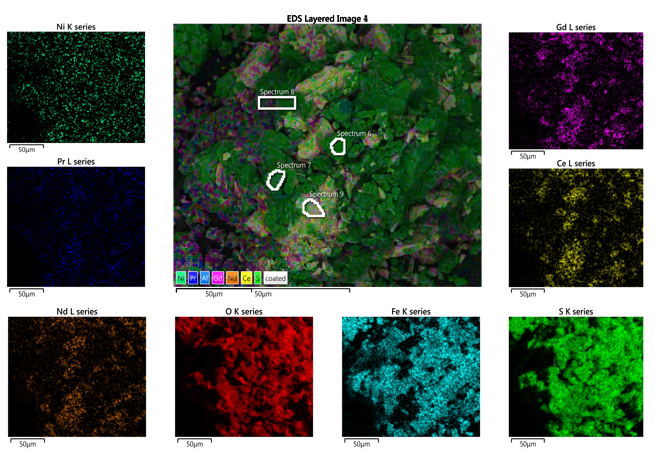 Ni K series
50μm
Pr L series
50μm
EDS Layered Image 4
Spectrum 8
Spectrum 6
Spectrum 7
Spectrum 9
Ni Pr Al Gd Nd Ce S coated
50μm 50μm
Gd L series
50μm
Ce L series
50μm
Nd L series
50μm
O K series
50μm
Fe K series
50μm
S K series
50μm